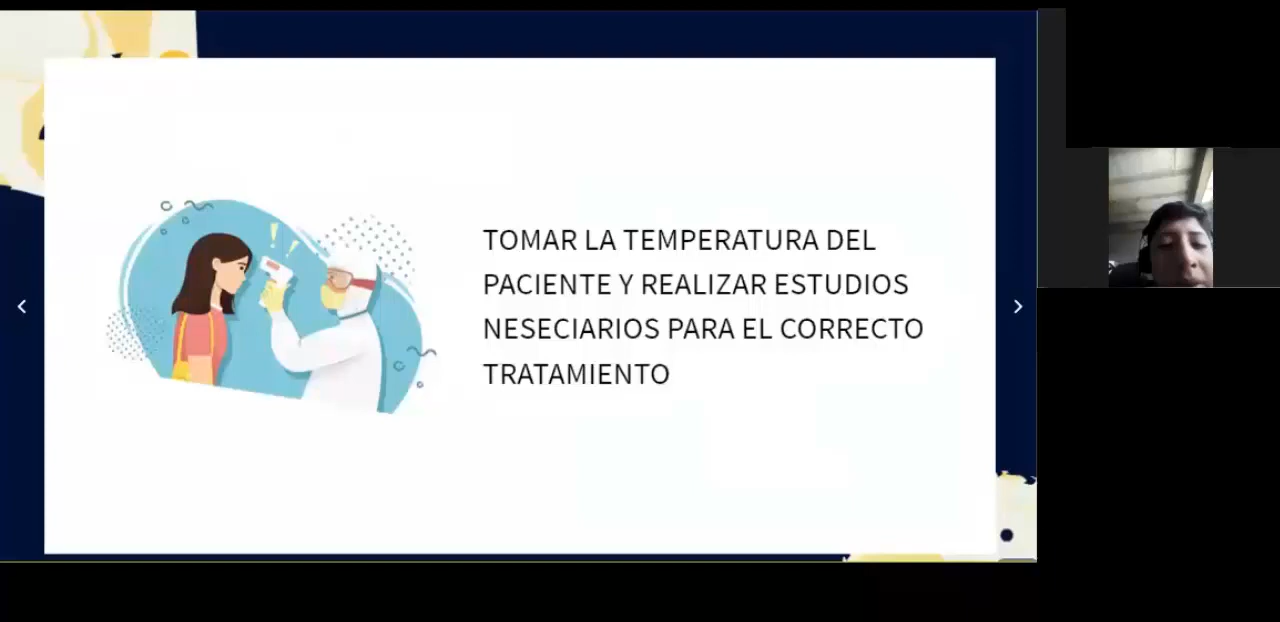 TOMAR LA TEMPERATURA DEL
PACIENTE Y REALIZAR ESTUDIOS
NESECIARIOS PARA EL CORRECTO
TRATAMIENTO